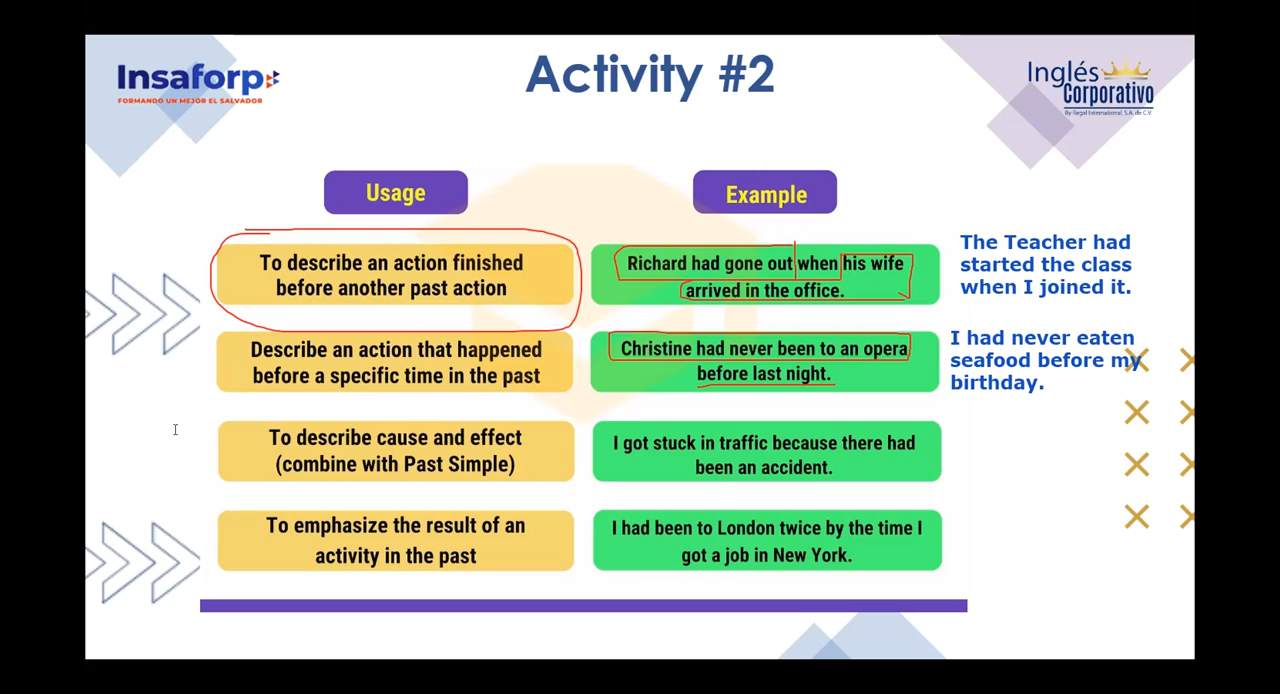 Insaforp
FORMANDO UN MEJOR EL SALVADOR
Activity #2
Inglés
Corporativo
By Regal International, S.A. de C.V.
Usage
Example
To describe an action finished
before another past action
Richard had gone out when his wife
arrived in the office.
The Teacher had
started the class
when I joined it.
Describe an action that happened
before a specific time in the past
Christine had never been to an opera
before last night.
I had never eaten
seafood before my
birthday.
To describe cause and effect
(combine with Past Simple)
I got stuck in traffic because there had
been an accident.
To emphasize the result of an
activity in the past
I had been to London twice by the time I
got a job in New York.